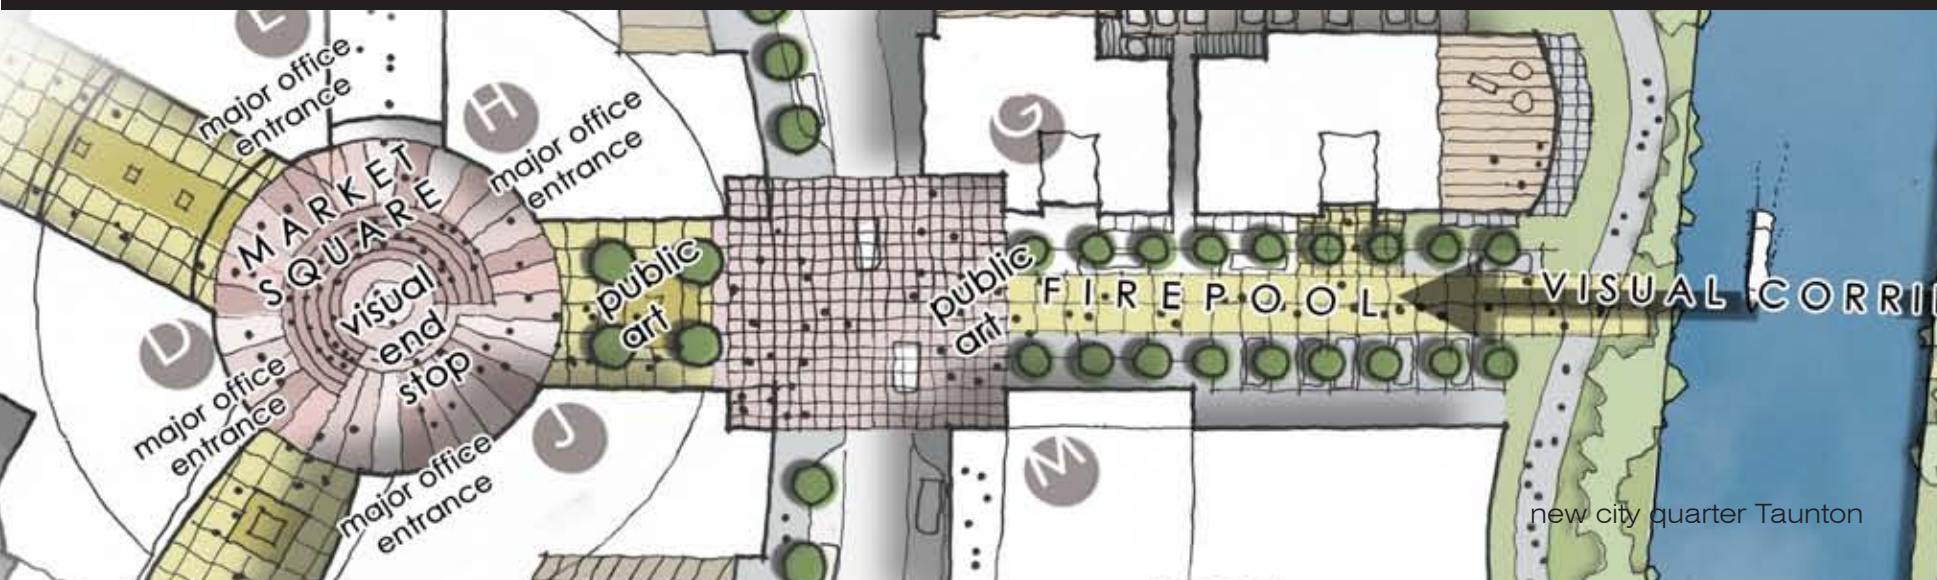 E
major office
entrance
H
major office
entrance
G
MARKET
SQUARE
visual
end
stop
public
art
public
art
FIREPOOL
VISUAL CORRI
D
major office
entrance
J
major office
entrance
M
new city quarter Taunton